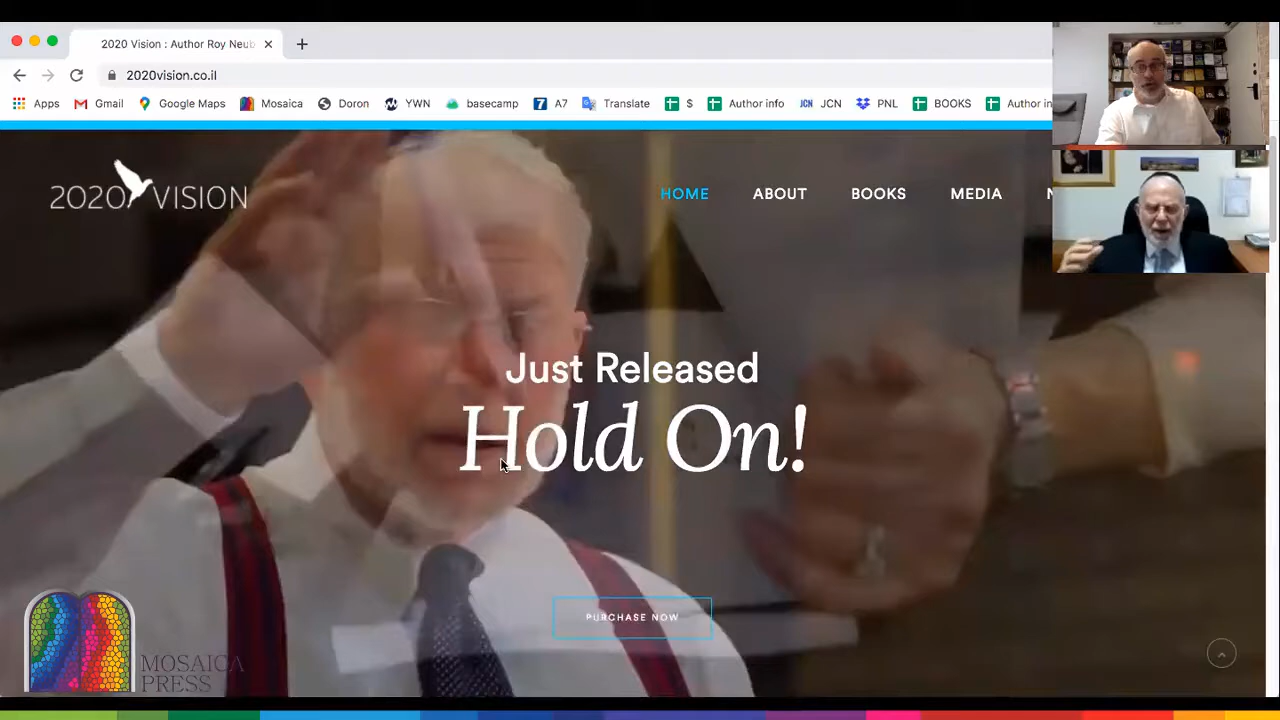 2020 Vision : Author Roy Neub
2020vision.co.il
Apps Gmail Google Maps Mosaica Doron YWN basecamp A7 Translate $ Author info JCN PNL BOOKS Author in
2020 VISION
HOME ABOUT BOOKS MEDIA N
Just Released
Hold On!
PURCHASE NOW
MOSAICA
PRESS